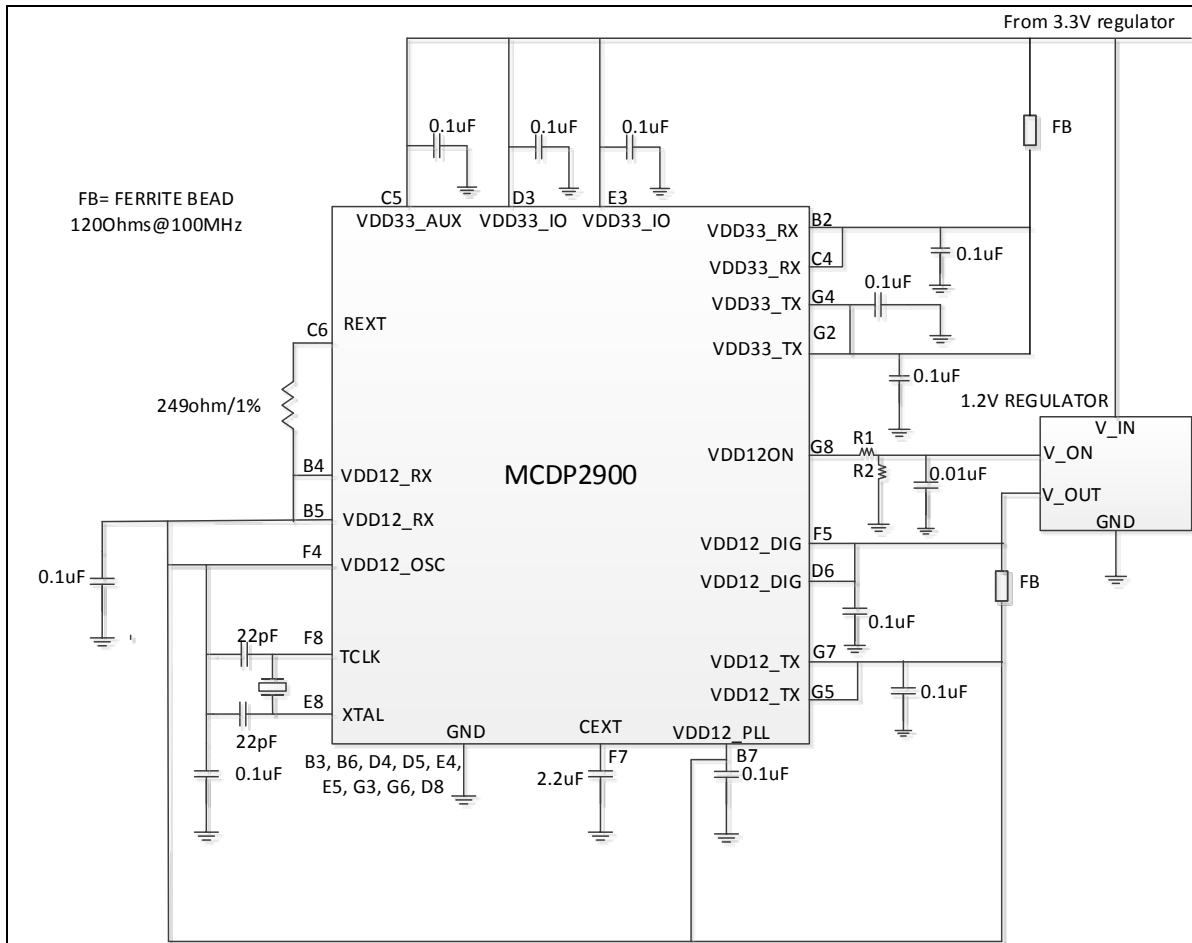 From 3.3V regulator
0.1uF
0.1uF
0.1uF
FB
FB= FERRITE BEAD
120Ohms@100MHz
C5
D3
E3
VDD33_AUX
VDD33_IO
VDD33_IO
B2
VDD33_RX
0.1uF
C4
VDD33_RX
0.1uF
G4
VDD33_TX
G2
VDD33_TX
C6
REXT
0.1uF
249ohm/1%
1.2V REGULATOR
V_IN
G8
R1
VDD12ON
V_ON
R2
0.01uF
MCDP2900
B4
VDD12_RX
V_OUT
B5
VDD12_RX
GND
F5
VDD12_DIG
F4
VDD12_OSC
D6
VDD12_DIG
FB
0.1uF
0.1uF
22pF
F8
TCLK
G7
VDD12_TX
G5
VDD12_TX
0.1uF
E8
XTAL
22pF
GND
CEXT
VDD12_PLL
B3, B6, D4, D5, E4,
E5, G3, G6, D8
F7
B7
0.1uF
2.2uF
0.1uF